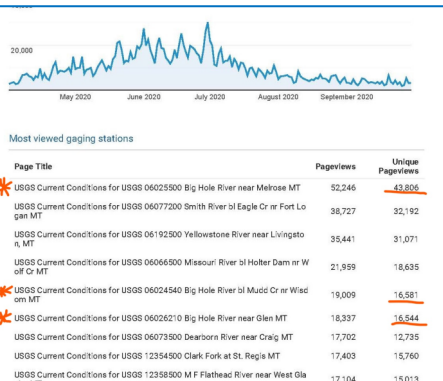 20,000
May 2020 June 2020 July 2020 August 2020 September 2020
Most viewed gaging stations
Page Title Pageviews Unique Pageviews
USGS Current Conditions for USGS 06025500 Big Hole River near Melrose MT 52,246 43,806
USGS Current Conditions for USGS 06077200 Smith River bl Eagle Cr nr Fort Lo
gan MT 38,727 32,192
USGS Current Conditions for USGS 06192500 Yellowstone River near Livingsto
n, MT 35,441 31,071
USGS Current Conditions for USGS 06066500 Missouri River bl Holter Dam nr W
olf Cr MT 21,959 18,635
USGS Current Conditions for USGS 06024540 Big Hole River bl Mudd Cr nr Wisd
om MT 19,009 16,581
USGS Current Conditions for USGS 06026210 Big Hole River near Glen MT 18,337 16,544
USGS Current Conditions for USGS 06073500 Dearborn River near Craig MT 17,702 12,735
USGS Current Conditions for USGS 12354500 Clark Fork at St. Regis MT 17,403 15,760
USGS Current Conditions for USGS 12358500 M F Flathead River near West Gla
17,104 15,013